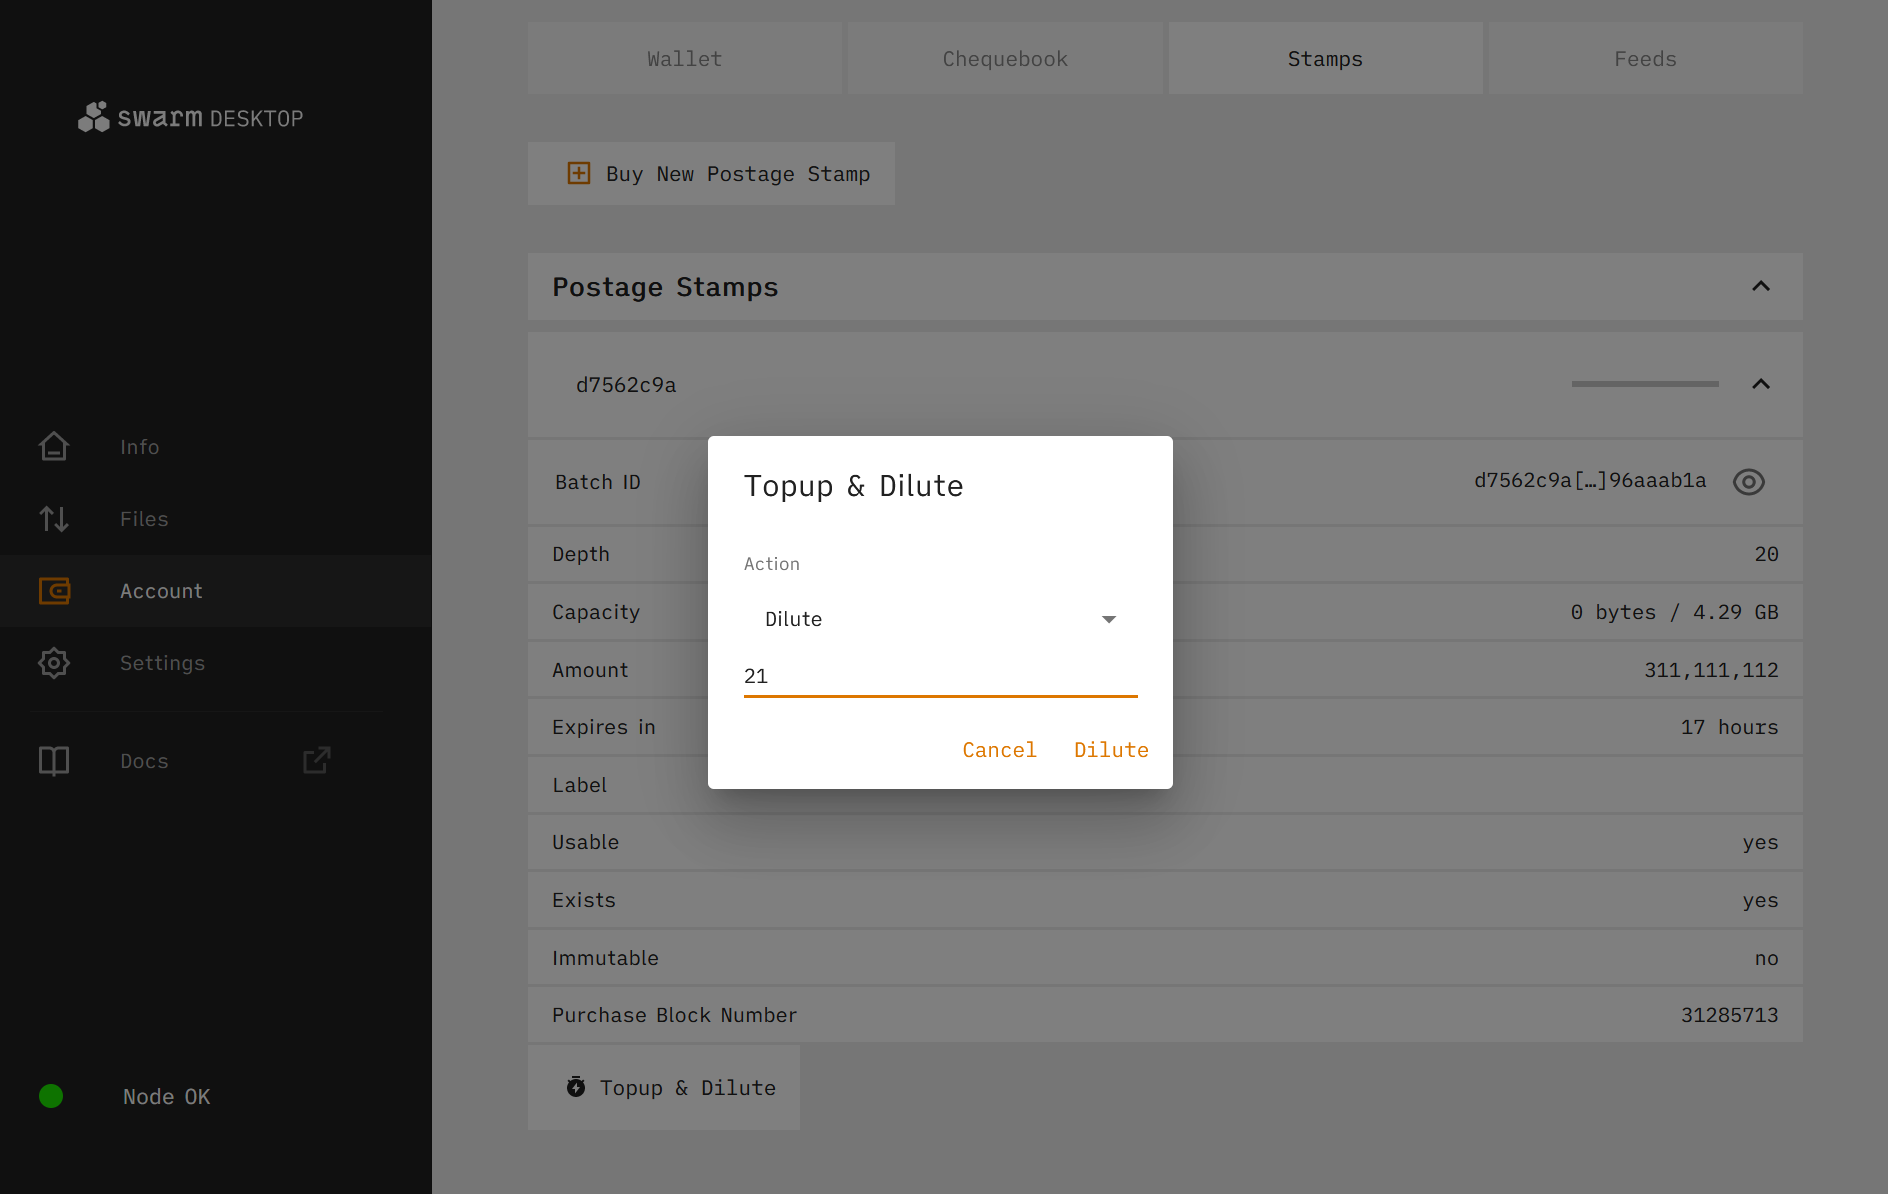 swarm DESKTOP
Info
Files
Account
Settings
Docs
Node OK
Wallet
Chequebook
Stamps
Feeds
Buy New Postage Stamp
Postage Stamps
d7562c9a
Batch ID
d7562c9a[…]96aaab1a
Depth
20
Capacity
0 bytes / 4.29 GB
Amount
311,111,112
Expires in
17 hours
Label
Usable
yes
Exists
yes
Immutable
no
Purchase Block Number
31285713
Topup & Dilute
Topup & Dilute
Action
Dilute
21
Cancel
Dilute